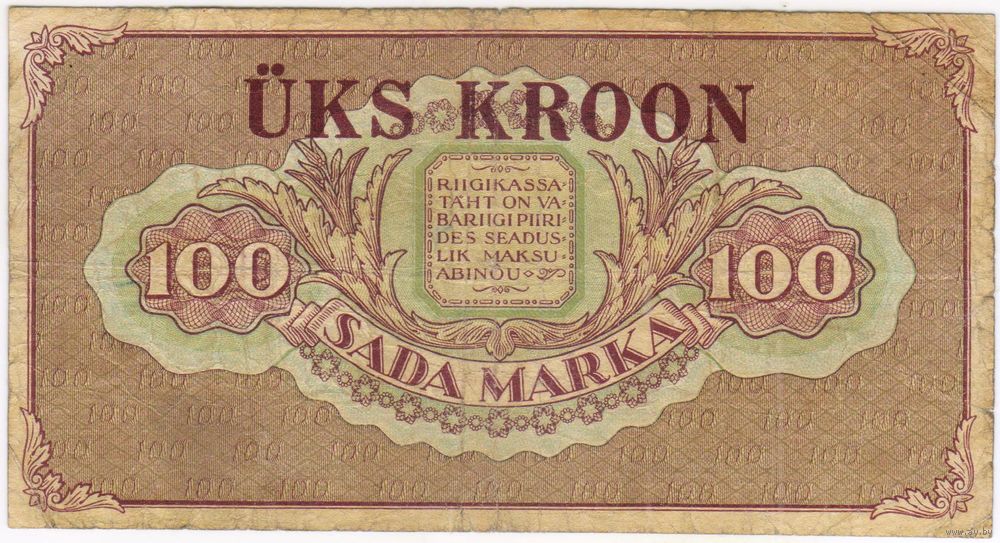 ÜKS KROON
RIIGIKASSA-
TÄHT ON VA-
BARIIGI PIIRI-
DES SEADUS-
LIK MAKSU-
ABINÕU
100
100
SADA MARKA